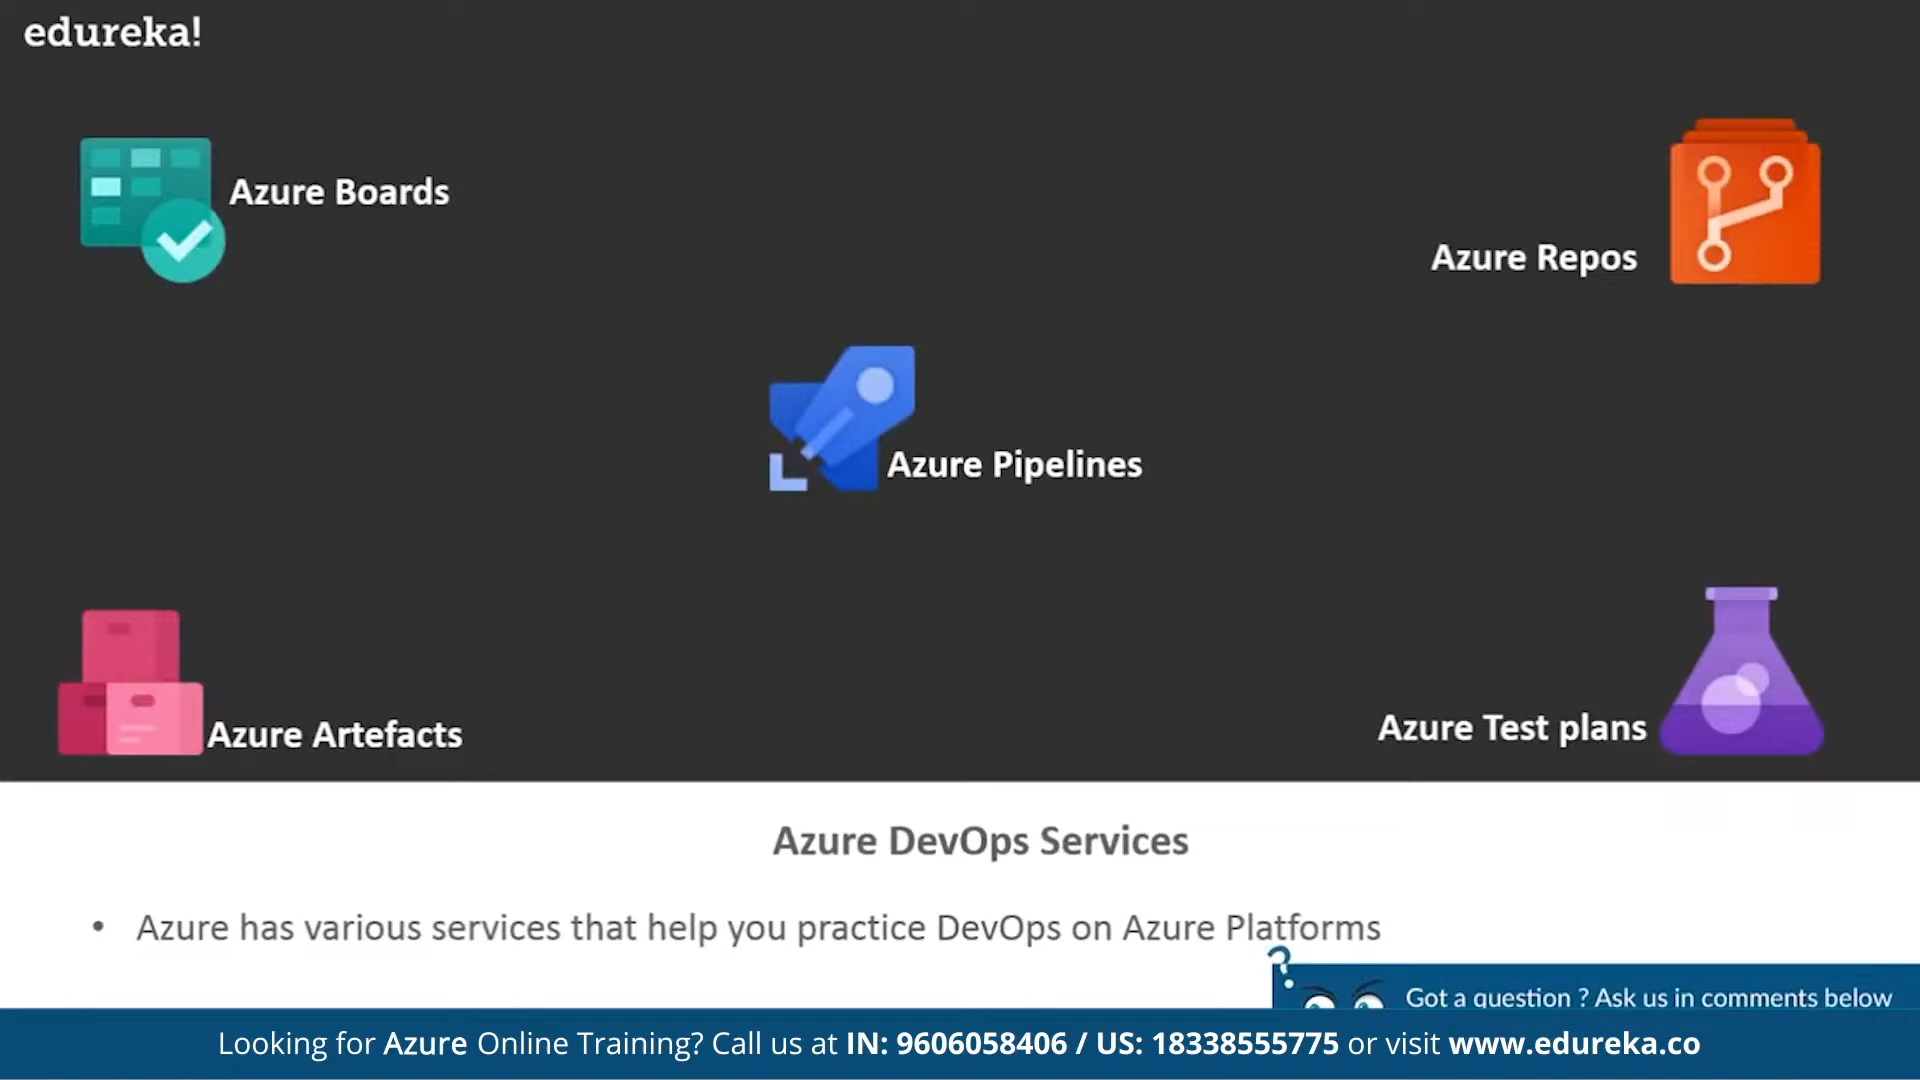 edureka!
Azure Boards
Azure Repos
Azure Pipelines
Azure Artefacts
Azure Test plans
Azure DevOps Services
• Azure has various services that help you practice DevOps on Azure Platforms
?
Got a question ? Ask us in comments below
Looking for Azure Online Training? Call us at IN: 9606058406 / US: 18338555775 or visit www.edureka.co